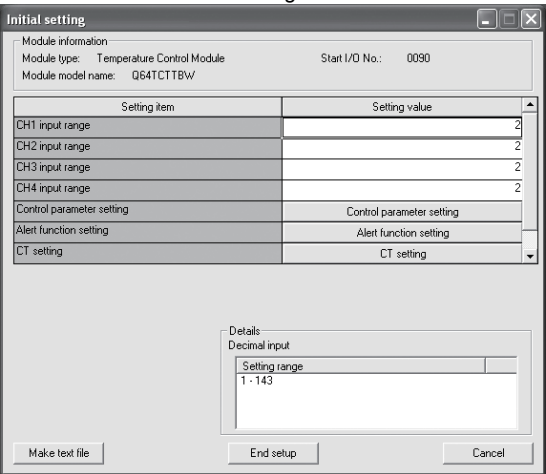 Initial setting
Module information
Module type: Temperature Control Module Start I/O No.: 0090
Module model name: Q64TCTTBW
Setting item Setting value
CH1 input range 2
CH2 input range 2
CH3 input range 2
CH4 input range 2
Control parameter setting Control parameter setting
Alert function setting Alert function setting
CT setting CT setting
Details
Decimal input
Setting range
1 - 143
Make text file End setup Cancel